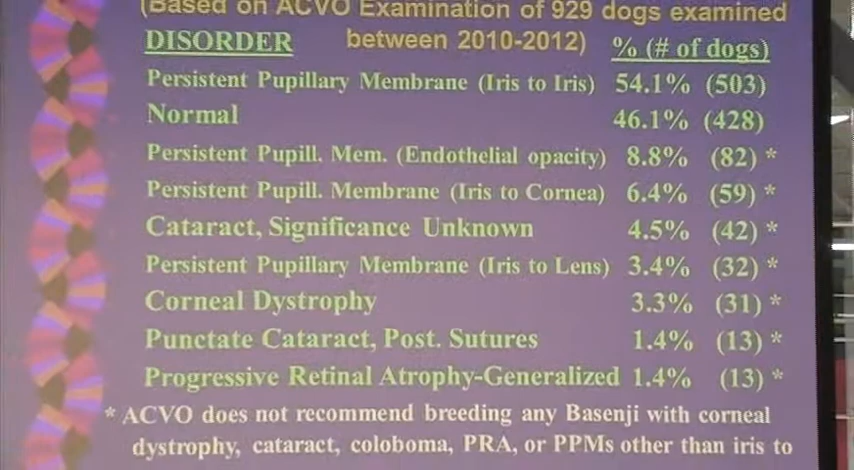 (Based on ACVO Examination of 929 dogs examined
between 2010-2012)
DISORDER % (# of dogs)
Persistent Pupillary Membrane (Iris to Iris) 54.1% (503)
Normal 46.1% (428)
Persistent Pupill. Mem. (Endothelial opacity) 8.8% (82) *
Persistent Pupill. Membrane (Iris to Cornea) 6.4% (59) *
Cataract, Significance Unknown 4.5% (42) *
Persistent Pupillary Membrane (Iris to Lens) 3.4% (32) *
Corneal Dystrophy 3.3% (31) *
Punctate Cataract, Post. Sutures 1.4% (13) *
Progressive Retinal Atrophy-Generalized 1.4% (13) *
* ACVO does not recommend breeding any Basenji with corneal
dystrophy, cataract, coloboma, PRA, or PPMs other than iris to